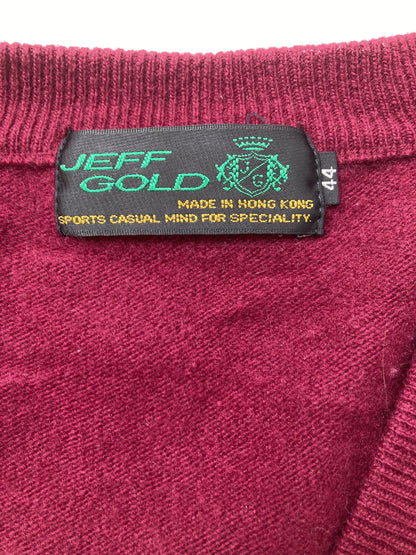 JEFF
GOLD
J G
MADE IN HONG KONG
SPORTS CASUAL MIND FOR SPECIALITY.
44